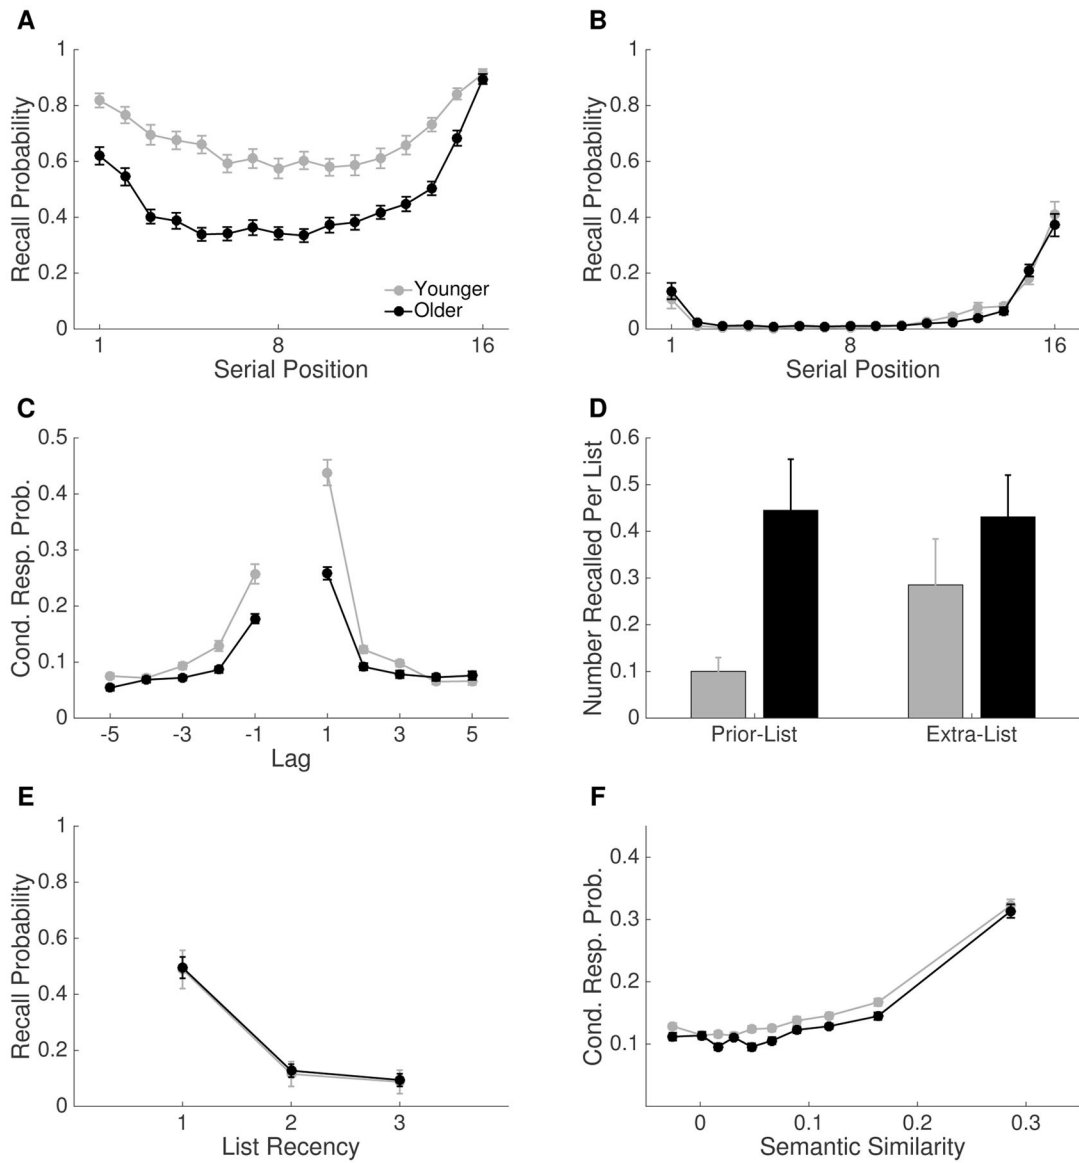 A
1
0.8
0.6
0.4
0.2
0
Recall Probability
Younger
Older
1 8 16
Serial Position
B
1
0.8
0.6
0.4
0.2
0
Recall Probability
1 8 16
Serial Position
C
0.5
0.4
0.3
0.2
0.1
0
Cond. Resp. Prob.
-5 -3 -1 1 3 5
Lag
D
0.6
0.5
0.4
0.3
0.2
0.1
0
Number Recalled Per List
Prior-List Extra-List
E
1
0.8
0.6
0.4
0.2
0
Recall Probability
1 2 3
List Recency
F
0.4
0.3
0.2
0.1
Cond. Resp. Prob.
0 0.1 0.2 0.3
Semantic Similarity